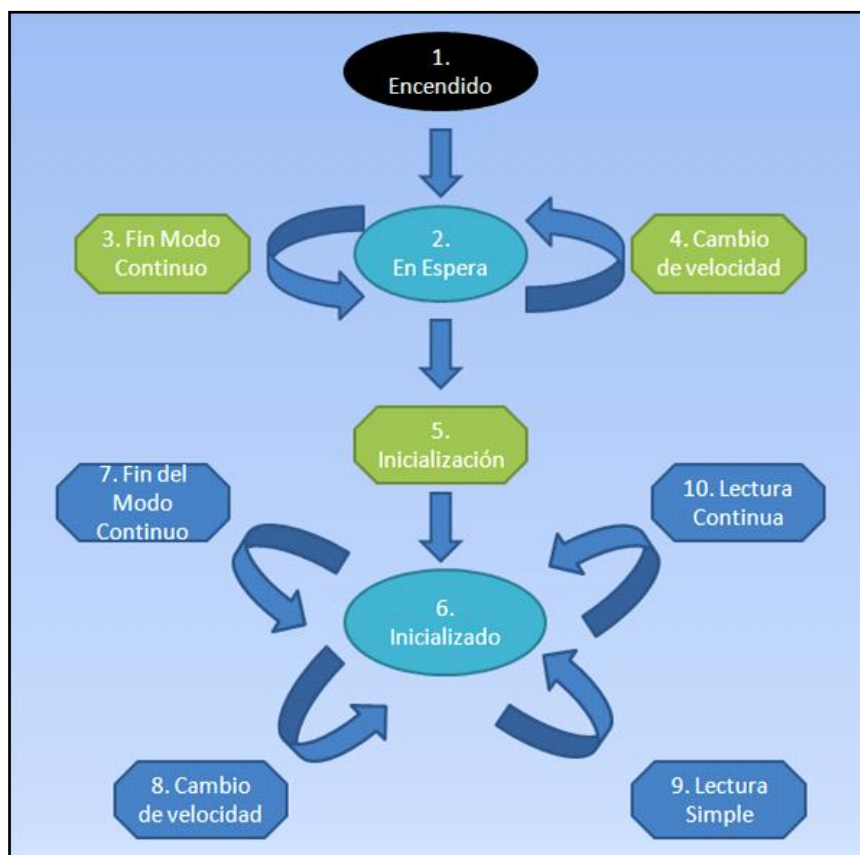 1.
Encendido
3. Fin Modo
Continuo
2.
En Espera
4. Cambio
de velocidad
5.
Inicialización
7. Fin del
Modo
Continuo
10. Lectura
Continua
6.
Inicializado
8. Cambio
de velocidad
9. Lectura
Simple